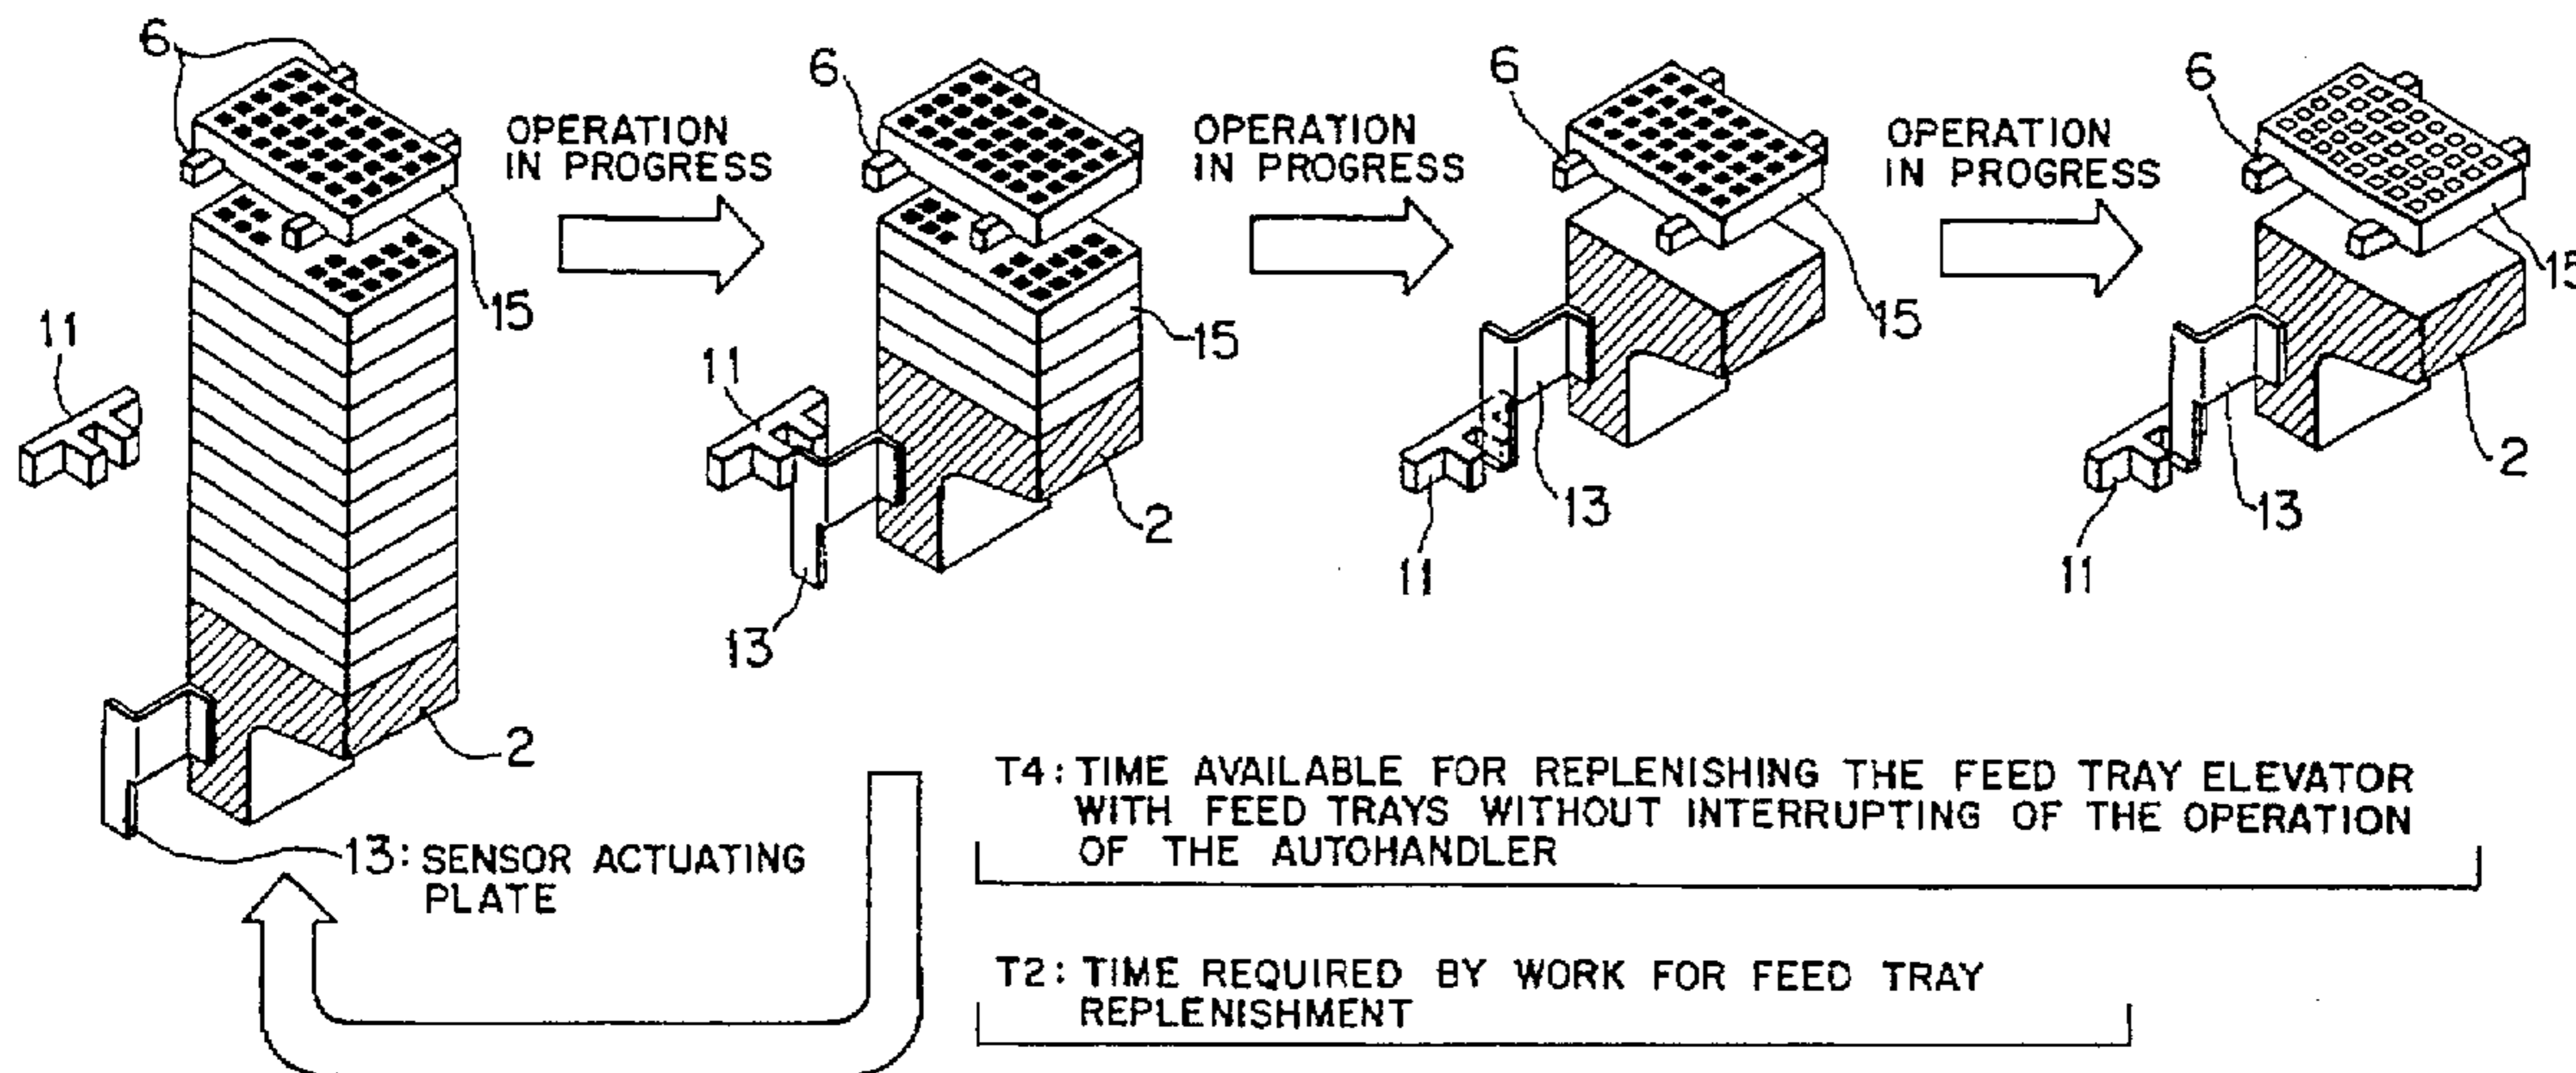 6
6
6
6
OPERATION
IN PROGRESS
OPERATION
IN PROGRESS
OPERATION
IN PROGRESS
15
15
15
15
11
11
2
2
2
13
13
13
11
11
13: SENSOR ACTUATING
PLATE
T4: TIME AVAILABLE FOR REPLENISHING THE FEED TRAY ELEVATOR
WITH FEED TRAYS WITHOUT INTERRUPTING OF THE OPERATION
OF THE AUTOHANDLER
T2: TIME REQUIRED BY WORK FOR FEED TRAY
REPLENISHMENT